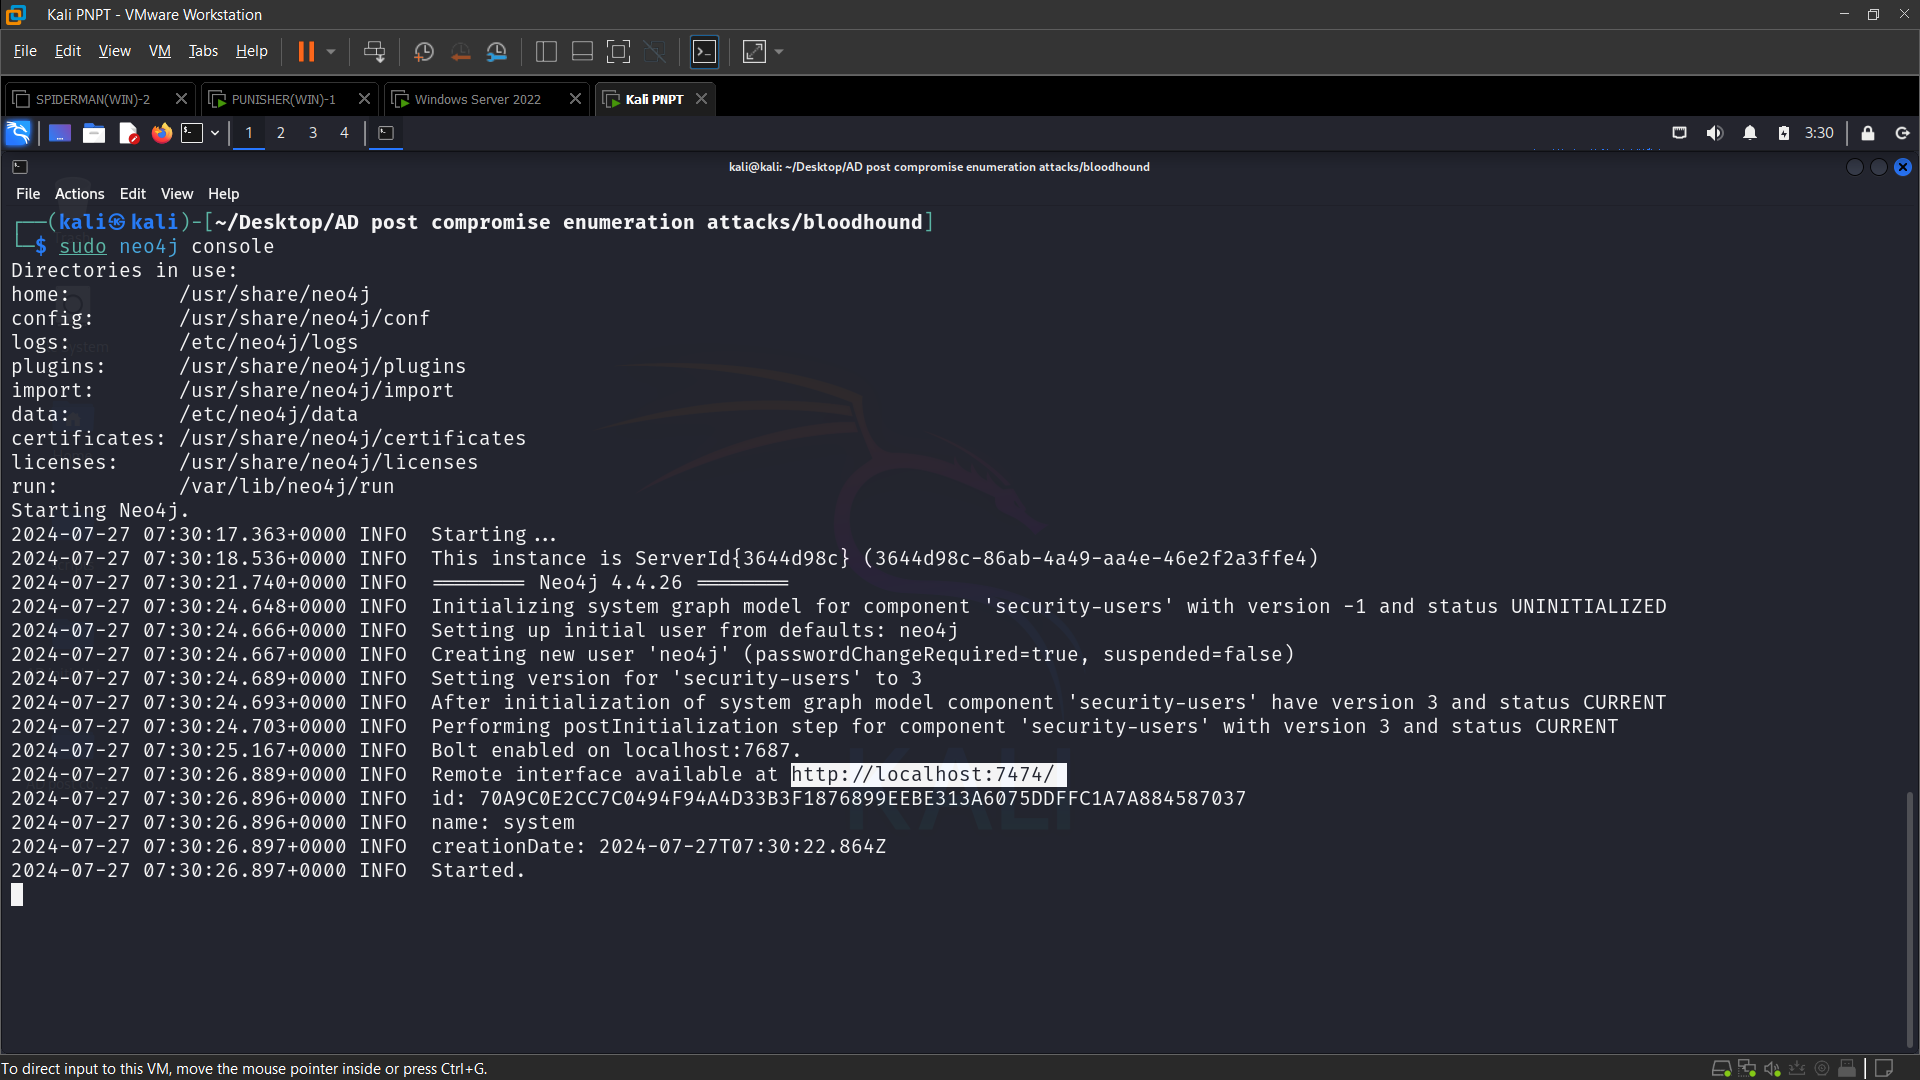 Kali PNPT - VMware Workstation
File Edit View VM Tabs Help
SPIDERMAN(WIN)-2 PUNISHER(WIN)-1 Windows Server 2022 Kali PNPT
1 2 3 4 3:30
kali@kali: ~/Desktop/AD post compromise enumeration attacks/bloodhound
File Actions Edit View Help
┌──(kali㉿kali)-[~/Desktop/AD post compromise enumeration attacks/bloodhound]
└─$ sudo neo4j console
Directories in use:
home: /usr/share/neo4j
config: /usr/share/neo4j/conf
logs: /etc/neo4j/logs
plugins: /usr/share/neo4j/plugins
import: /usr/share/neo4j/import
data: /etc/neo4j/data
certificates: /usr/share/neo4j/certificates
licenses: /usr/share/neo4j/licenses
run: /var/lib/neo4j/run
Starting Neo4j.
2024-07-27 07:30:17.363+0000 INFO Starting...
2024-07-27 07:30:18.536+0000 INFO This instance is ServerId{3644d98c} (3644d98c-86ab-4a49-aa4e-46e2f2a3ffe4)
2024-07-27 07:30:21.740+0000 INFO ======== Neo4j 4.4.26 ========
2024-07-27 07:30:24.648+0000 INFO Initializing system graph model for component 'security-users' with version -1 and status UNINITIALIZED
2024-07-27 07:30:24.666+0000 INFO Setting up initial user from defaults: neo4j
2024-07-27 07:30:24.667+0000 INFO Creating new user 'neo4j' (passwordChangeRequired=true, suspended=false)
2024-07-27 07:30:24.689+0000 INFO Setting version for 'security-users' to 3
2024-07-27 07:30:24.693+0000 INFO After initialization of system graph model component 'security-users' have version 3 and status CURRENT
2024-07-27 07:30:24.703+0000 INFO Performing postInitialization step for component 'security-users' with version 3 and status CURRENT
2024-07-27 07:30:25.167+0000 INFO Bolt enabled on localhost:7687.
2024-07-27 07:30:26.889+0000 INFO Remote interface available at http://localhost:7474/
2024-07-27 07:30:26.896+0000 INFO id: 70A9C0E2CC7C0494F94A4D33B3F1876899EEBE313A6075DDFFC1A7A884587037
2024-07-27 07:30:26.896+0000 INFO name: system
2024-07-27 07:30:26.897+0000 INFO creationDate: 2024-07-27T07:30:22.864Z
2024-07-27 07:30:26.897+0000 INFO Started.
KALI
To direct input to this VM, move the mouse pointer inside or press Ctrl+G.